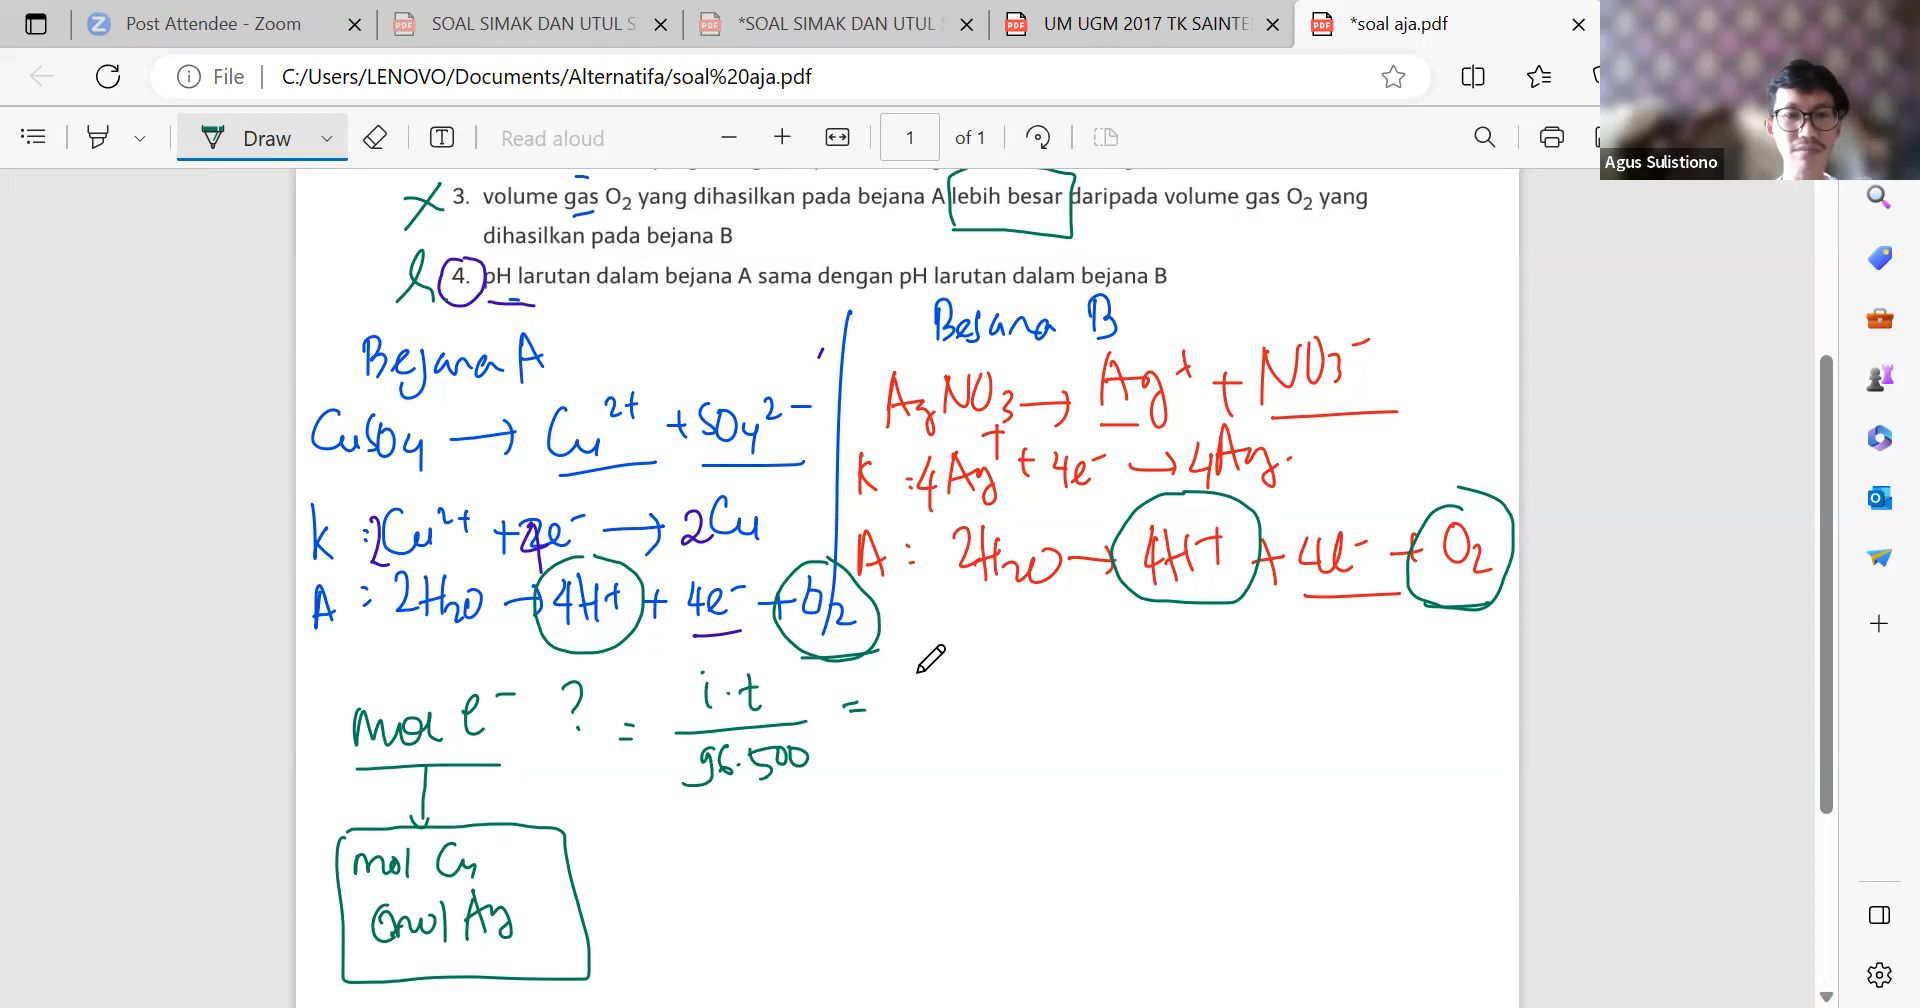 Post Attendee - Zoom
SOAL SIMAK DAN UTUL S
*SOAL SIMAK DAN UTUL S
UM UGM 2017 TK SAINTE
*soal aja.pdf
File
C:/Users/LENOVO/Documents/Alternatifa/soal%20aja.pdf
Draw
Read aloud
1 of 1
Agus Sulistiono
3. volume gas O₂ yang dihasilkan pada bejana A lebih besar daripada volume gas O₂ yang
dihasilkan pada bejana B
4. pH larutan dalam bejana A sama dengan pH larutan dalam bejana B
Bejana A
CuSO4 → Cu²⁺ + SO4²⁻
K : 2Cu²⁺ + 4e⁻ → 2Cu
A : 2H2O → 4H+ + 4e⁻ + O2
Bejana B
AgNO3 → Ag⁺ + NO3⁻
K : 4Ag⁺ + 4e⁻ → 4Ag.
A : 2H2O → 4H+ + 4e⁻ + O2
mol e⁻ ? = i.t / 96.500 =
mol Cu
mol Ag